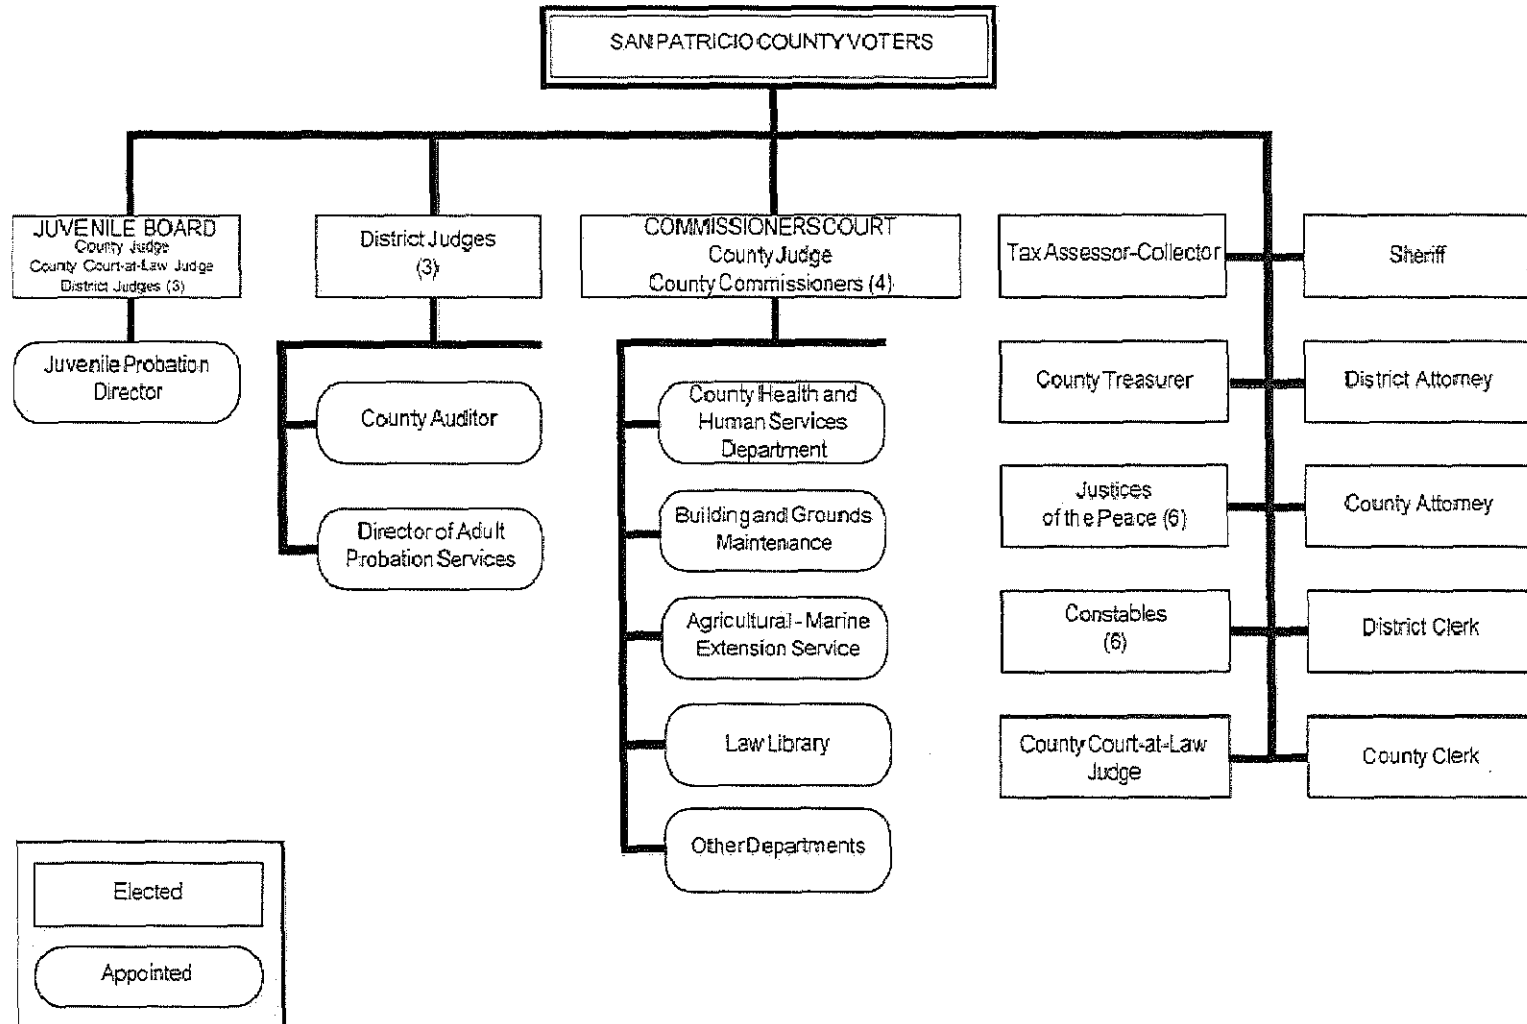 SAN PATRICIO COUNTY VOTERS
JUVENILE BOARD
County Judge
County Court-at-Law Judge
District Judges (3)
District Judges
(3)
COMMISSIONERS COURT
County Judge
County Commissioners (4)
Tax Assessor-Collector
Sheriff
Juvenile Probation
Director
County Auditor
Director of Adult
Probation Services
County Health and
Human Services
Department
Building and Grounds
Maintenance
Agricultural - Marine
Extension Service
Law Library
Other Departments
County Treasurer
District Attorney
Justices
of the Peace (6)
County Attorney
Constables
(6)
District Clerk
County Court-at-Law
Judge
County Clerk
Elected
Appointed